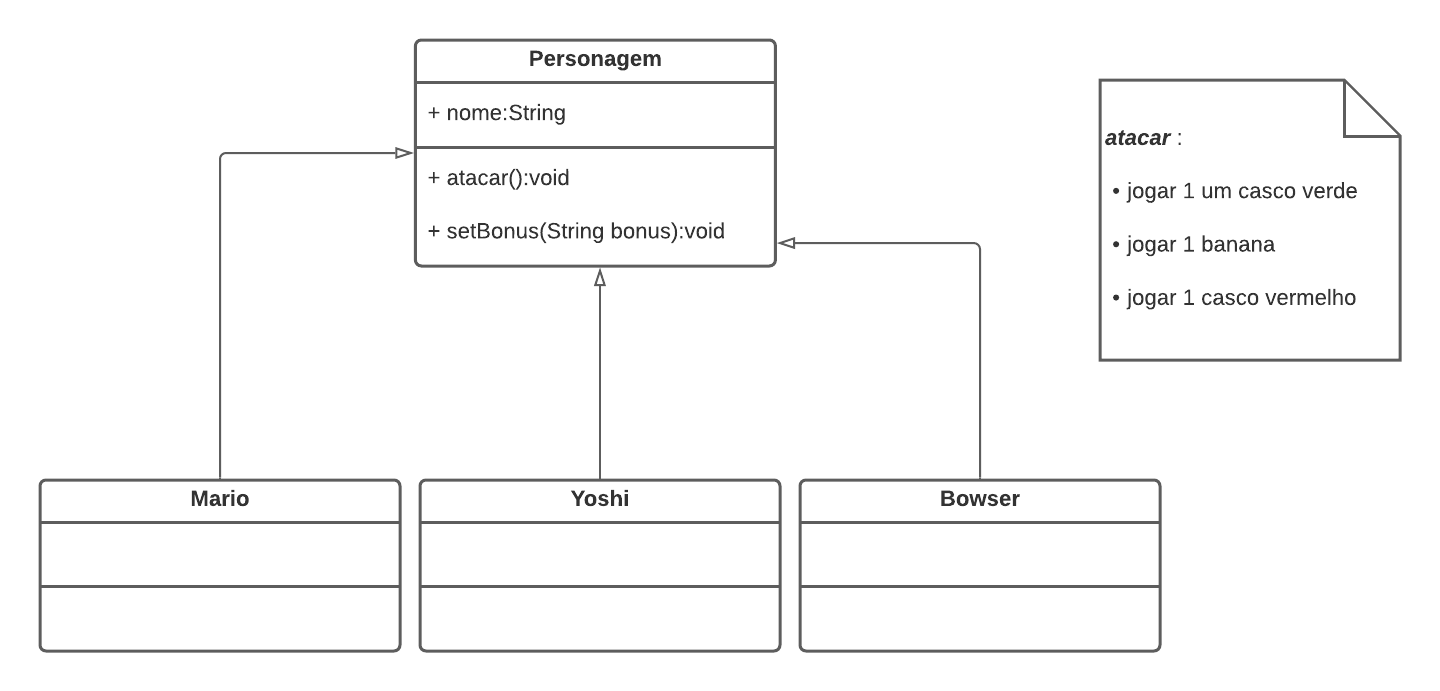 Personagem
+ nome:String
+ atacar():void
+ setBonus(String bonus):void
atacar :
• jogar 1 um casco verde
• jogar 1 banana
• jogar 1 casco vermelho
Mario
Yoshi
Bowser